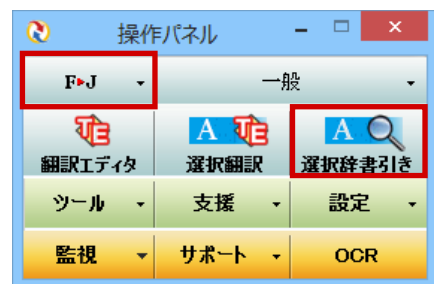 操作パネル
F▶J 一般
翻訳エディタ 選択翻訳 選択辞書引き
ツール 支援 設定
監視 サポート OCR